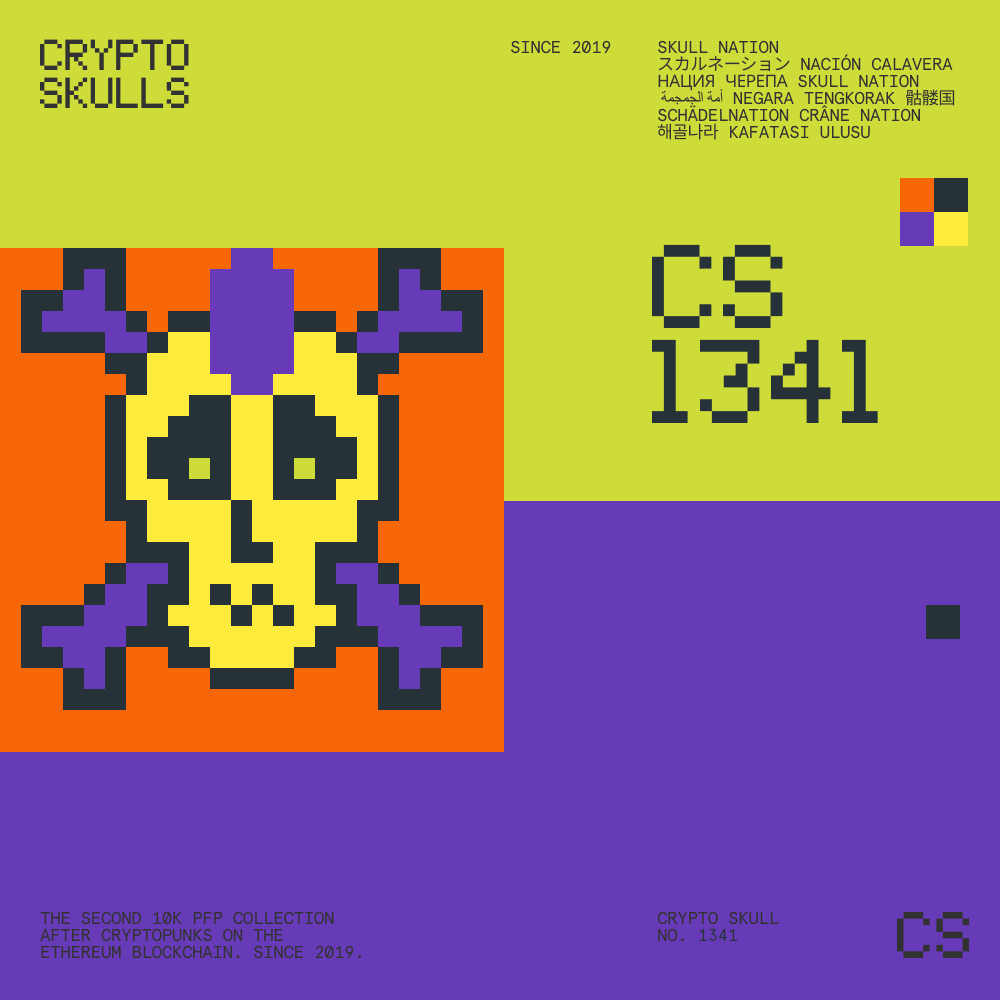 CRYPTO
SKULLS
SINCE 2019
SKULL NATION
スカルネーション NACIÓN CALAVERA
НАЦИЯ ЧЕРЕПА SKULL NATION
أمة الجمجمة NEGARA TENGKORAK 骷髅国
SCHÄDELNATION CRÂNE NATION
해골나라 KAFATASI ULUSU
CS
1341
THE SECOND 10K PFP COLLECTION
AFTER CRYPTOPUNKS ON THE
ETHEREUM BLOCKCHAIN. SINCE 2019.
CRYPTO SKULL
NO. 1341
CS